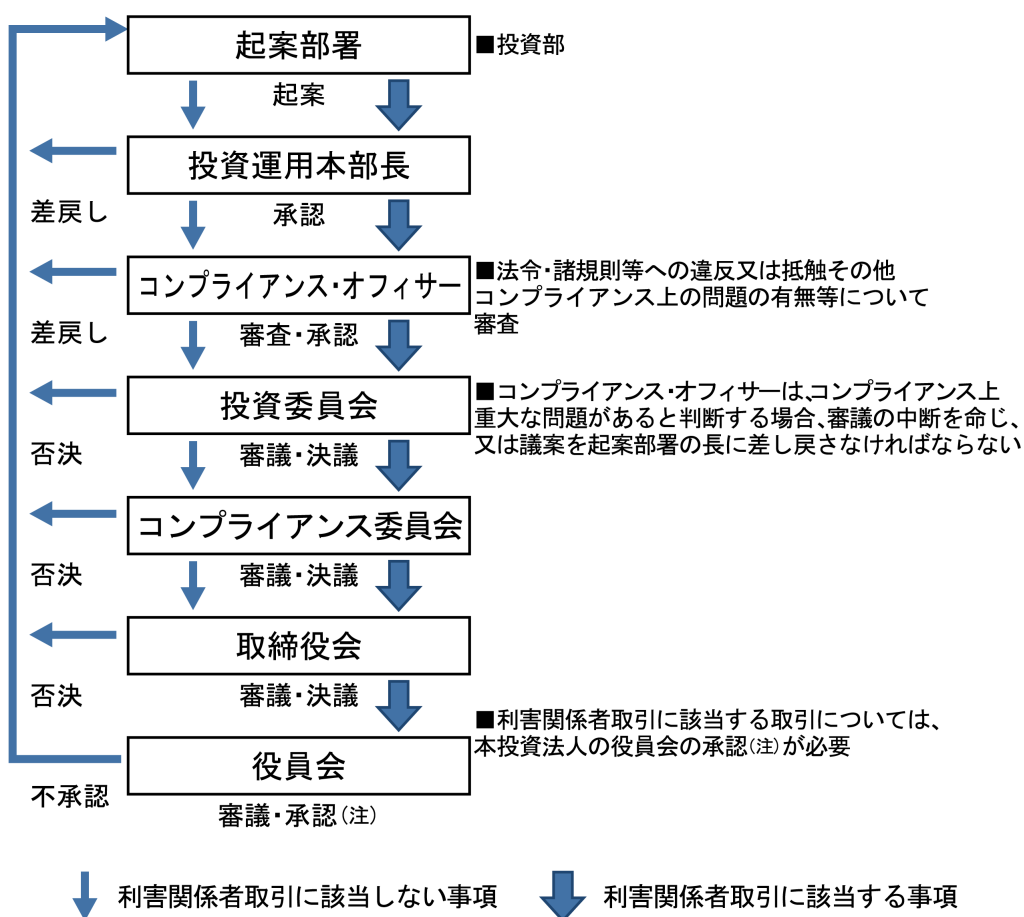 起案部署
■投資部
起案
投資運用本部長
差戻し
承認
コンプライアンス・オフィサー
■法令・諸規則等への違反又は抵触その他
コンプライアンス上の問題の有無等について
審査
差戻し
審査・承認
投資委員会
■コンプライアンス・オフィサーは、コンプライアンス上
重大な問題があると判断する場合、審議の中断を命じ、
又は議案を起案部署の長に差し戻さなければならない
否決
審議・決議
コンプライアンス委員会
否決
審議・決議
取締役会
否決
審議・決議
■利害関係者取引に該当する取引については、
本投資法人の役員会の承認(注)が必要
役員会
不承認
審議・承認(注)
利害関係者取引に該当しない事項
利害関係者取引に該当する事項